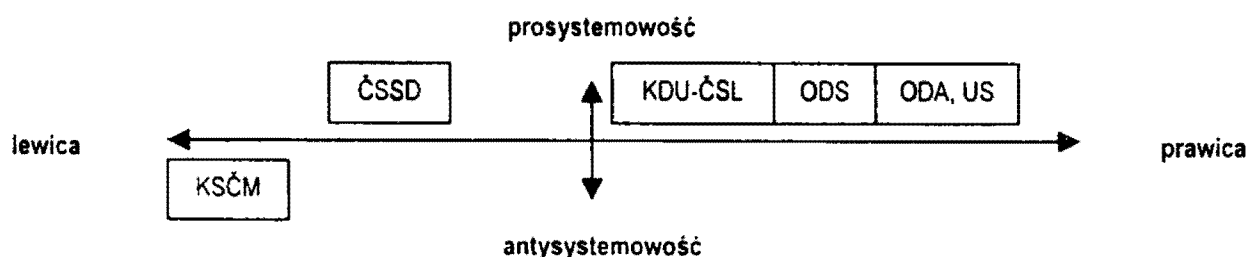 prosystemowość
ČSSD
KDU-ČSL
ODS
ODA, US
lewica
prawica
KSČM
antysystemowość